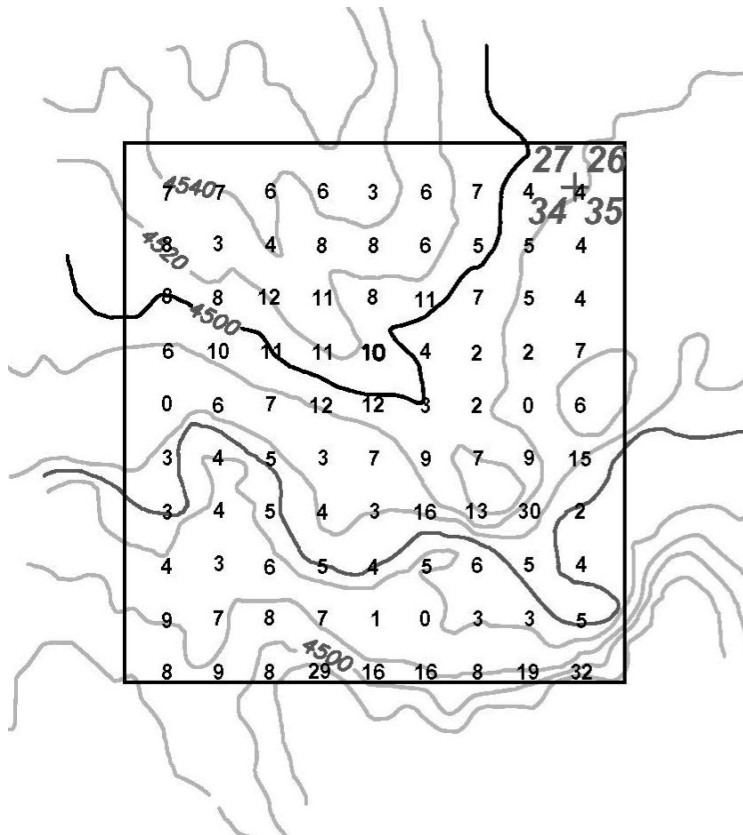 27 26
7 4540 7 6 6 3 6 7 4 4
34 35
8 3 4 8 8 6 5 5 4
4520
8 8 12 11 8 11 7 5 4
4500
6 10 11 11 10 4 2 2 7
0 6 7 12 12 3 2 0 6
3 4 5 3 7 9 7 9 15
3 4 5 4 3 16 13 30 2
4 3 6 5 4 5 6 5 4
9 7 8 7 1 0 3 3 5
4500
8 9 8 29 16 16 8 19 32